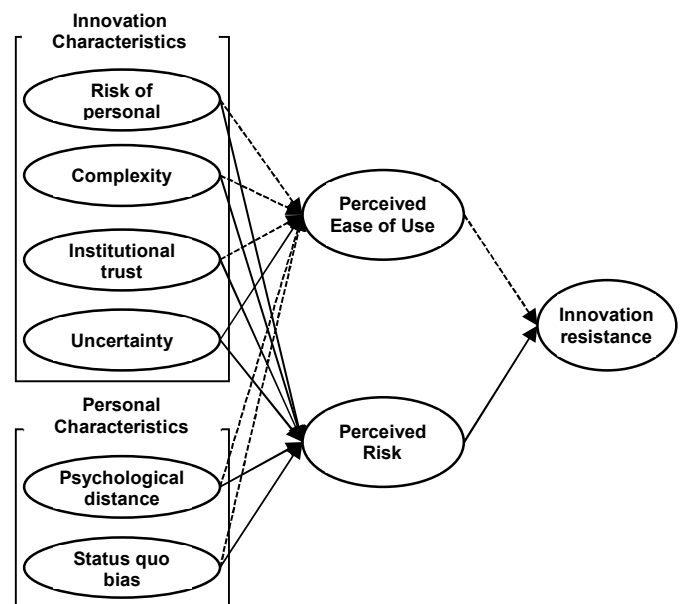 Innovation
Characteristics
Risk of
personal
Complexity
Institutional
trust
Uncertainty
Personal
Characteristics
Psychological
distance
Status quo
bias
Perceived
Ease of Use
Perceived
Risk
Innovation
resistance